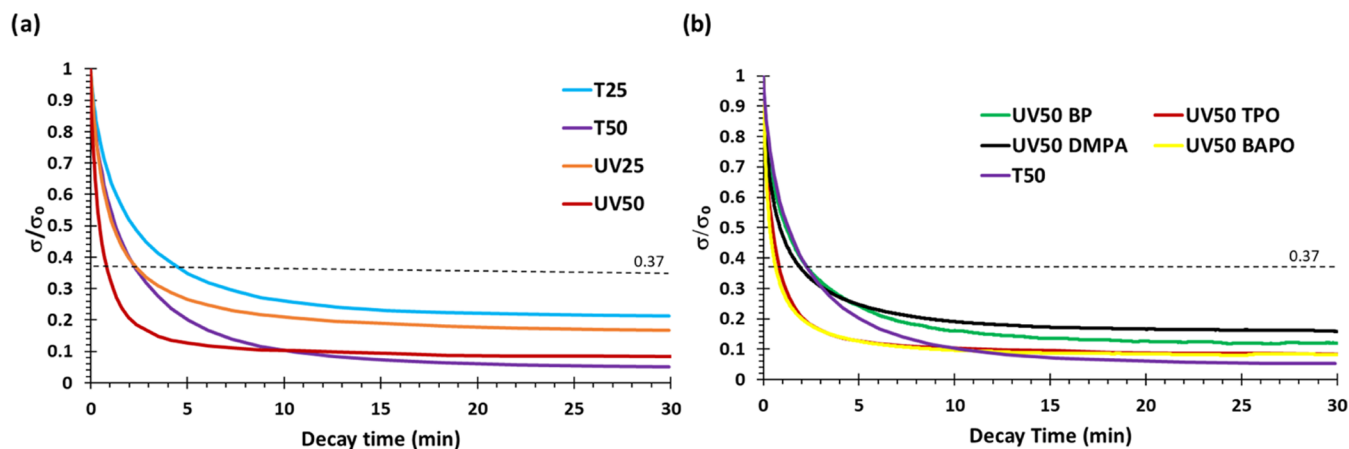 (a)
σ/σ₀
1
0.9
0.8
0.7
0.6
0.5
0.4
0.3
0.2
0.1
0
T25
T50
UV25
UV50
0.37
0 5 10 15 20 25 30
Decay time (min)
(b)
σ/σ₀
1
0.9
0.8
0.7
0.6
0.5
0.4
0.3
0.2
0.1
0
UV50 BP UV50 TPO
UV50 DMPA UV50 BAPO
T50
0.37
0 5 10 15 20 25 30
Decay Time (min)